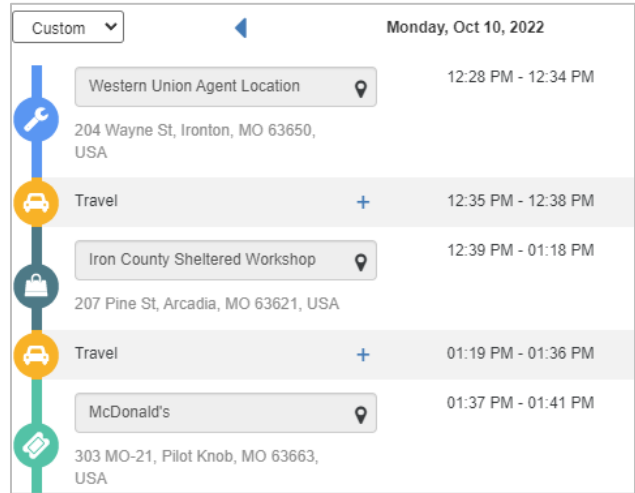 Custom
Monday, Oct 10, 2022
Western Union Agent Location
12:28 PM - 12:34 PM
204 Wayne St, Ironton, MO 63650,
USA
Travel + 12:35 PM - 12:38 PM
Iron County Sheltered Workshop
12:39 PM - 01:18 PM
207 Pine St, Arcadia, MO 63621, USA
Travel + 01:19 PM - 01:36 PM
McDonald's
01:37 PM - 01:41 PM
303 MO-21, Pilot Knob, MO 63663,
USA